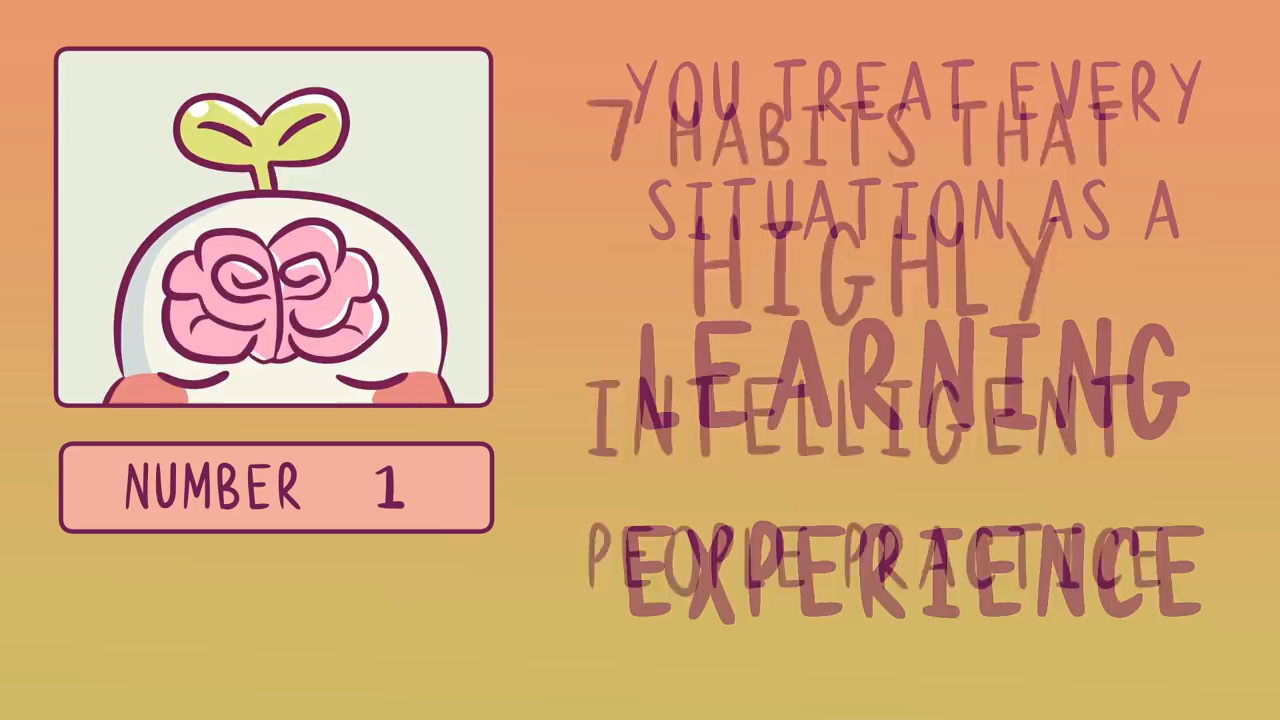 NUMBER 1
YOU TREAT EVERY
SITUATION AS A
LEARNING
EXPERIENCE
7 HABITS THAT
HIGHLY
INTELLIGENT
PEOPLE PRACTICE